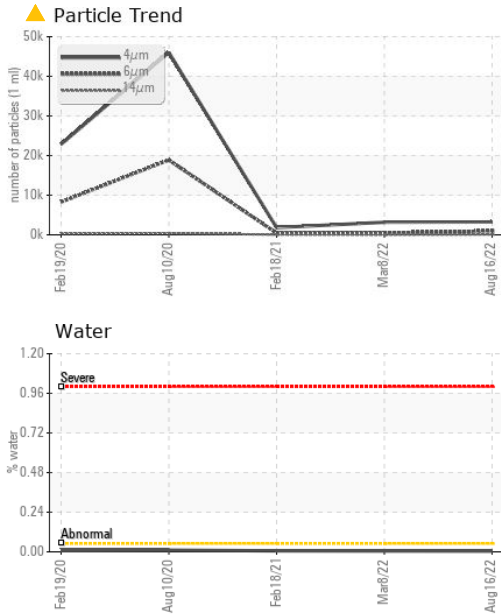 Particle Trend
50k
40k
30k
20k
10k
0k
number of particles (1 ml)
4μm
6μm
14μm
Feb19/20
Aug10/20
Feb18/21
Mar8/22
Aug16/22
Water
1.20
0.96
0.72
0.48
0.24
0.00
% water
Severe
Abnormal
Feb19/20
Aug10/20
Feb18/21
Mar8/22
Aug16/22